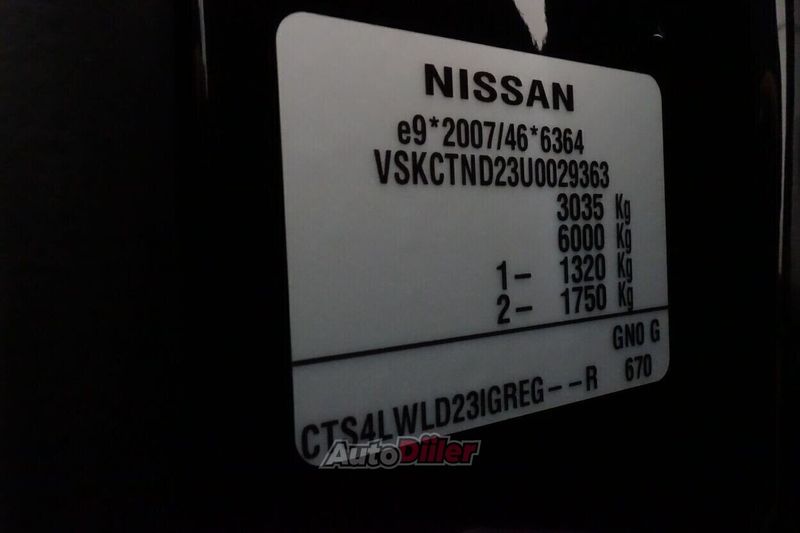 NISSAN
e9*2007/46*6364
VSKCTND23U0029363
3035 Kg
6000 Kg
1- 1320 Kg
2- 1750 Kg
GN0 G
CTS4LWLD23IGREG--R 670
AutoDiler